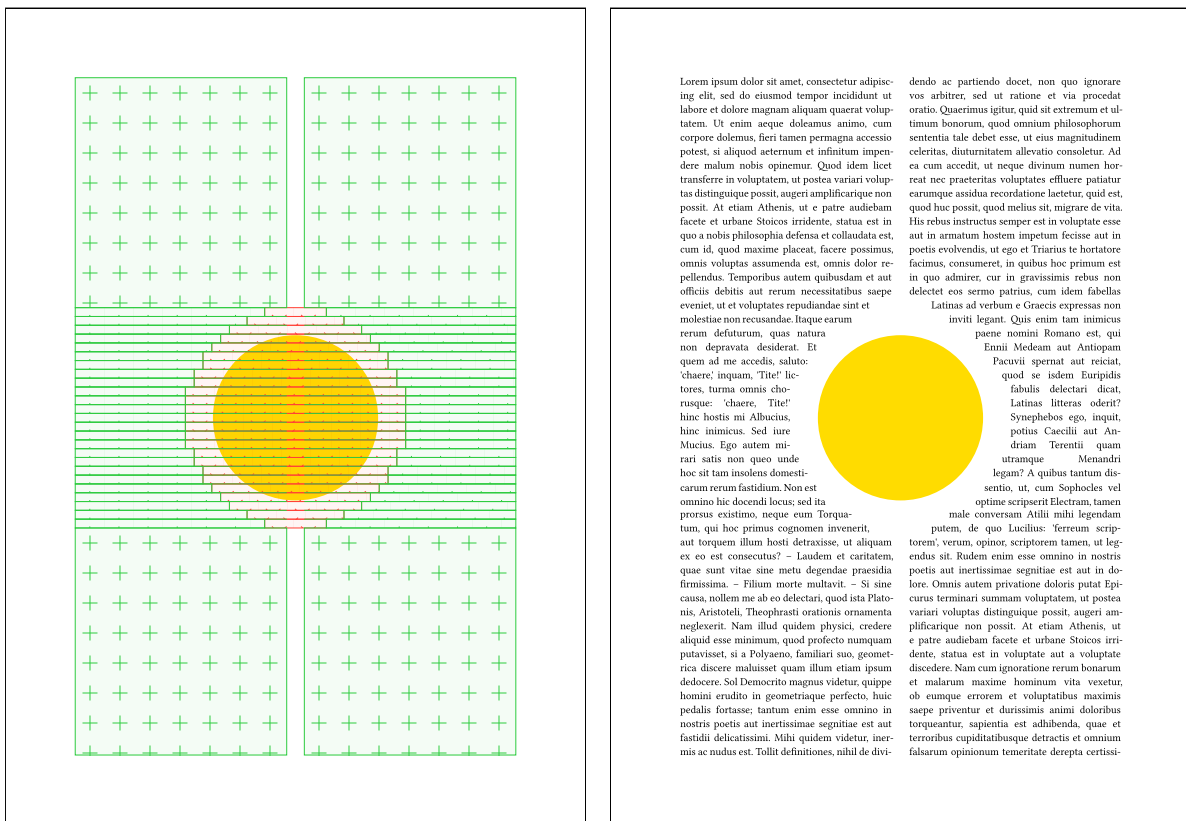 Lorem ipsum dolor sit amet, consectetur adipisc-
ing elit, sed do eiusmod tempor incididunt ut
labore et dolore magnam aliquam quaerat volup-
tatem. Ut enim aeque doleamus animo, cum
corpore dolemus, fieri tamen permagna accessio
potest, si aliquod aeternum et infinitum impen-
dere malum nobis opinemur. Quod idem licet
transferre in voluptatem, ut postea variari volup-
tas distinguique possit, augeri amplificarique non
possit. At etiam Athenis, ut e patre audiebam
facete et urbane Stoicos irridente, statua est in
quo a nobis philosophia defensa et collaudata est,
cum id, quod maxime placeat, facere possimus,
omnis voluptas assumenda est, omnis dolor re-
pellendus. Temporibus autem quibusdam et aut
officiis debitis aut rerum necessitatibus saepe
eveniet, ut et voluptates repudiandae sint et
molestiae non recusandae. Itaque earum
rerum defuturum, quas natura
non depravata desiderat. Et
quem ad me accedis, saluto:
'chaere,' inquam, 'Tite!' lic-
tores, turma omnis cho-
rusque: 'chaere, Tite!'
hinc hostis mi Albucius,
hinc inimicus. Sed iure
Mucius. Ego autem mi-
rari satis non queo unde
hoc sit tam insolens domesti-
carum rerum fastidium. Non est
omnino hic docendi locus; sed ita
prorsus existimo, neque eum Torqua-
tum, qui hoc primus cognomen invenerit,
aut torquem illum hosti detraxisse, ut aliquam
ex eo est consecutus? – Laudem et caritatem,
quae sunt vitae sine metu degendae praesidia
firmissima. – Filium morte multavit. – Si sine
causa, nollem me ab eo delectari, quod ista Plato-
nis, Aristoteli, Theophrasti orationis ornamenta
neglexerit. Nam illud quidem physici, credere
aliquid esse minimum, quod profecto numquam
putavisset, si a Polyaeno, familiari suo, geomet-
rica discere maluisset quam illum etiam ipsum
dedocere. Sol Democrito magnus videtur, quippe
homini erudito in geometriaque perfecto, huic
pedalis fortasse; tantum enim esse omnino in
nostris poetis aut inertissimae segnitiae est aut
fastidii delicatissimi. Mihi quidem videtur, iner-
mis ac nudus est. Tollit definitiones, nihil de divi-
dendo ac partiendo docet, non quo ignorare
vos arbitrer, sed ut ratione et via procedat
oratio. Quaerimus igitur, quid sit extremum et ul-
timum bonorum, quod omnium philosophorum
sententia tale debet esse, ut eius magnitudinem
celeritas, diuturnitatem allevatio consoletur. Ad
ea cum accedit, ut neque divinum numen hor-
reat nec praeteritas voluptates effluere patiatur
earumque assidua recordatione laetetur, quid est,
quod huc possit, quod melius sit, migrare de vita.
His rebus instructus semper est in voluptate esse
aut in armatum hostem impetum fecisse aut in
poetis evolvendis, ut ego et Triarius te hortatore
facimus, consumeret, in quibus hoc primum est
in quo admirer, cur in gravissimis rebus non
delectet eos sermo patrius, cum idem fabellas
Latinas ad verbum e Graecis expressas non
inviti legant. Quis enim tam inimicus
paene nomini Romano est, qui
Ennii Medeam aut Antiopam
Pacuvii spernat aut reiciat,
quod se isdem Euripidis
fabulis delectari dicat,
Latinas litteras oderit?
Synephebos ego, inquit,
potius Caecilii aut An-
driam Terentii quam
utramque Menandri
legam? A quibus tantum dis-
sentio, ut, cum Sophocles vel
optime scripserit Electram, tamen
male conversam Atilii mihi legendam
putem, de quo Lucilius: 'ferreum scrip-
torem', verum, opinor, scriptorem tamen, ut leg-
endus sit. Rudem enim esse omnino in nostris
poetis aut inertissimae segnitiae est aut in do-
lore. Omnis autem privatione doloris putat Epi-
curus terminari summam voluptatem, ut postea
variari voluptas distinguique possit, augeri am-
plificarique non possit. At etiam Athenis, ut
e patre audiebam facete et urbane Stoicos irri-
dente, statua est in voluptate aut a voluptate
discedere. Nam cum ignoratione rerum bonarum
et malarum maxime hominum vita vexetur,
ob eumque errorem et voluptatibus maximis
saepe priventur et durissimis animi doloribus
torqueantur, sapientia est adhibenda, quae et
terroribus cupiditatibusque detractis et omnium
falsarum opinionum temeritate derepta certissi-